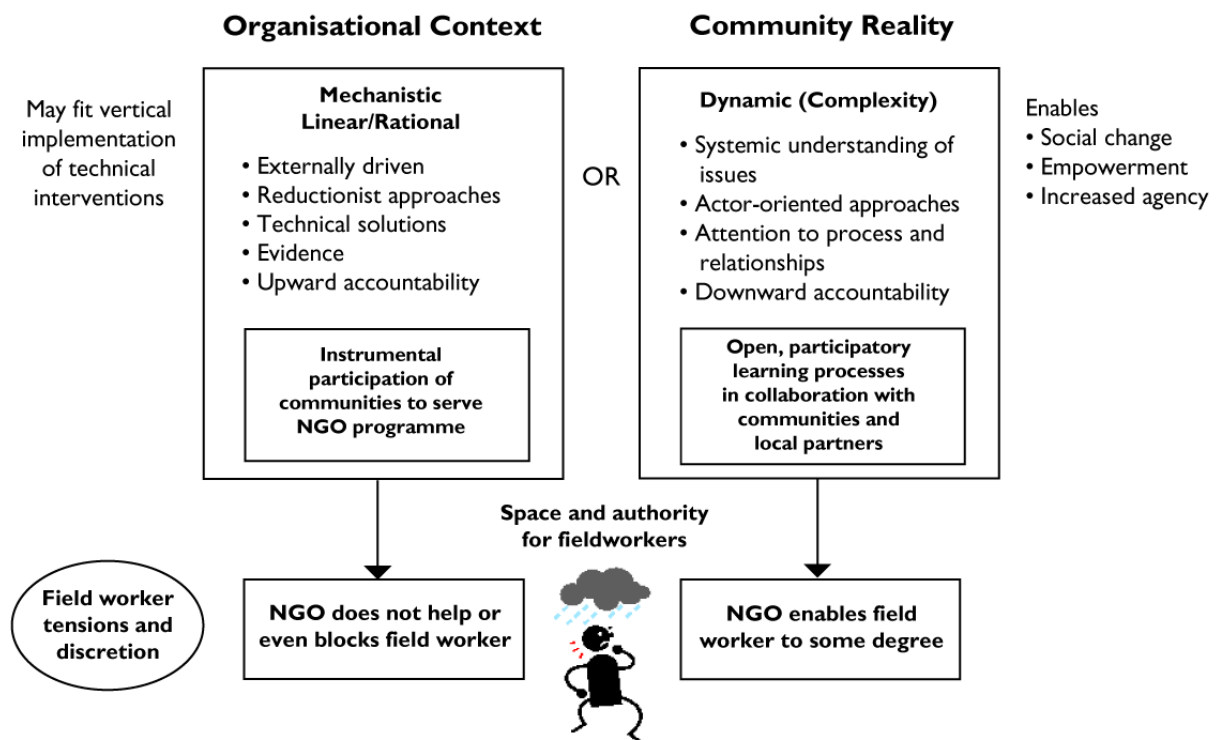 Organisational Context
Community Reality
May fit vertical
implementation
of technical
interventions
Mechanistic
Linear/Rational
• Externally driven
• Reductionist approaches
• Technical solutions
• Evidence
• Upward accountability
Instrumental
participation of
communities to serve
NGO programme
OR
Dynamic (Complexity)
• Systemic understanding of
issues
• Actor-oriented approaches
• Attention to process and
relationships
• Downward accountability
Open, participatory
learning processes
in collaboration with
communities and
local partners
Enables
• Social change
• Empowerment
• Increased agency
Space and authority
for fieldworkers
Field worker
tensions and
discretion
NGO does not help or
even blocks field worker
NGO enables field
worker to some degree